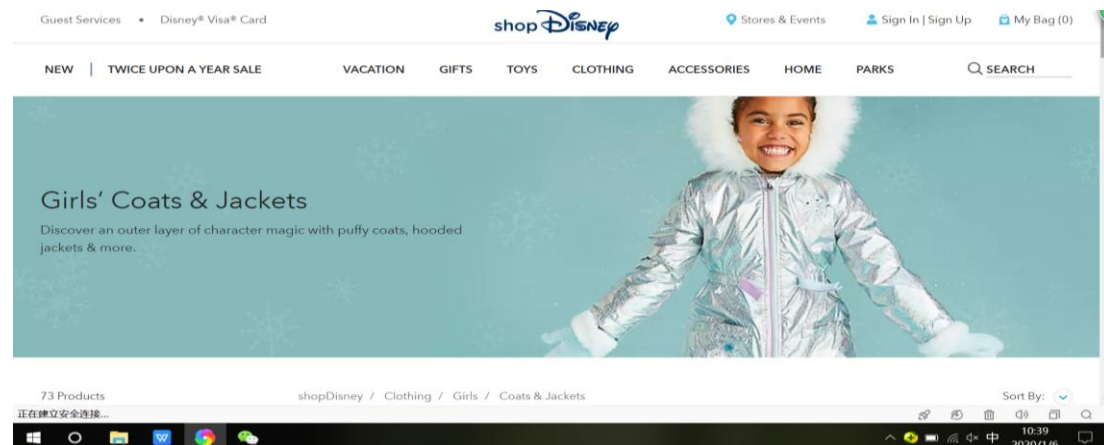 Guest Services • Disney® Visa® Card shop Disney Stores & Events Sign In | Sign Up My Bag (0)
NEW | TWICE UPON A YEAR SALE VACATION GIFTS TOYS CLOTHING ACCESSORIES HOME PARKS SEARCH
Girls' Coats & Jackets
Discover an outer layer of character magic with puffy coats, hooded
jackets & more.
73 Products shopDisney / Clothing / Girls / Coats & Jackets Sort By:
正在建立安全连接...
中 10:39
2020/1/6